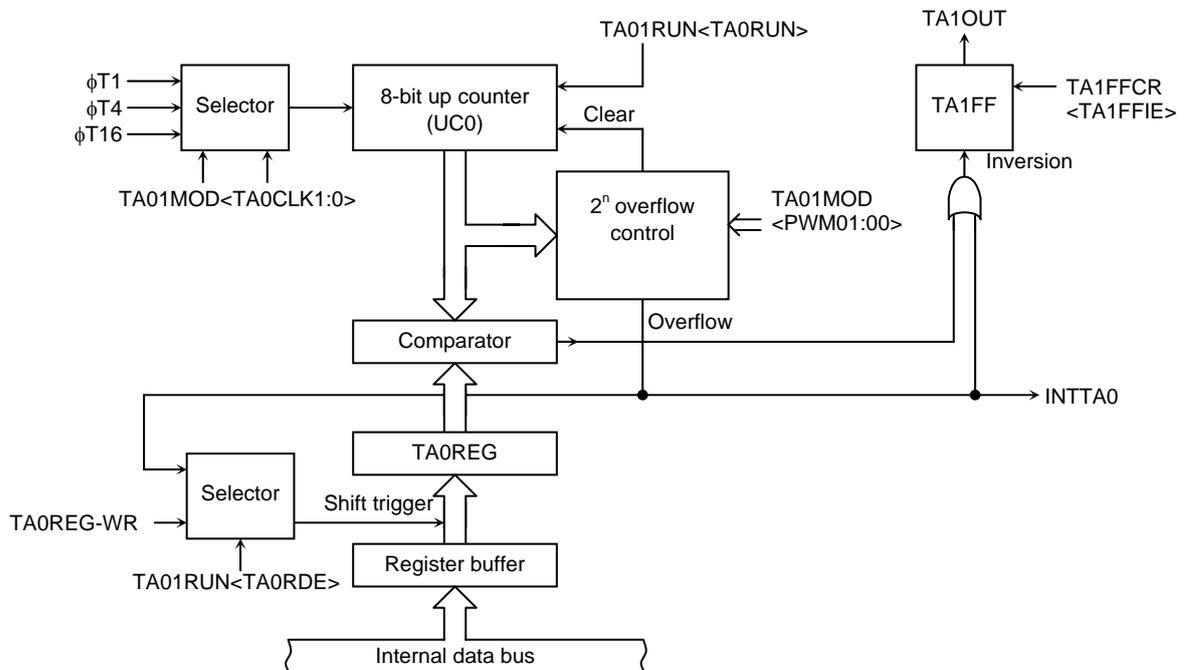 TA01RUN<TA0RUN>
TA1OUT
ϕT1
ϕT4
ϕT16
Selector
8-bit up counter
(UC0)
Clear
TA1FF
TA1FFCR
<TA1FFIE>
Inversion
TA01MOD<TA0CLK1:0>
2ⁿ overflow
control
TA01MOD
<PWM01:00>
Overflow
Comparator
INTTA0
TA0REG
Selector
Shift trigger
TA0REG-WR
Register buffer
TA01RUN<TA0RDE>
Internal data bus